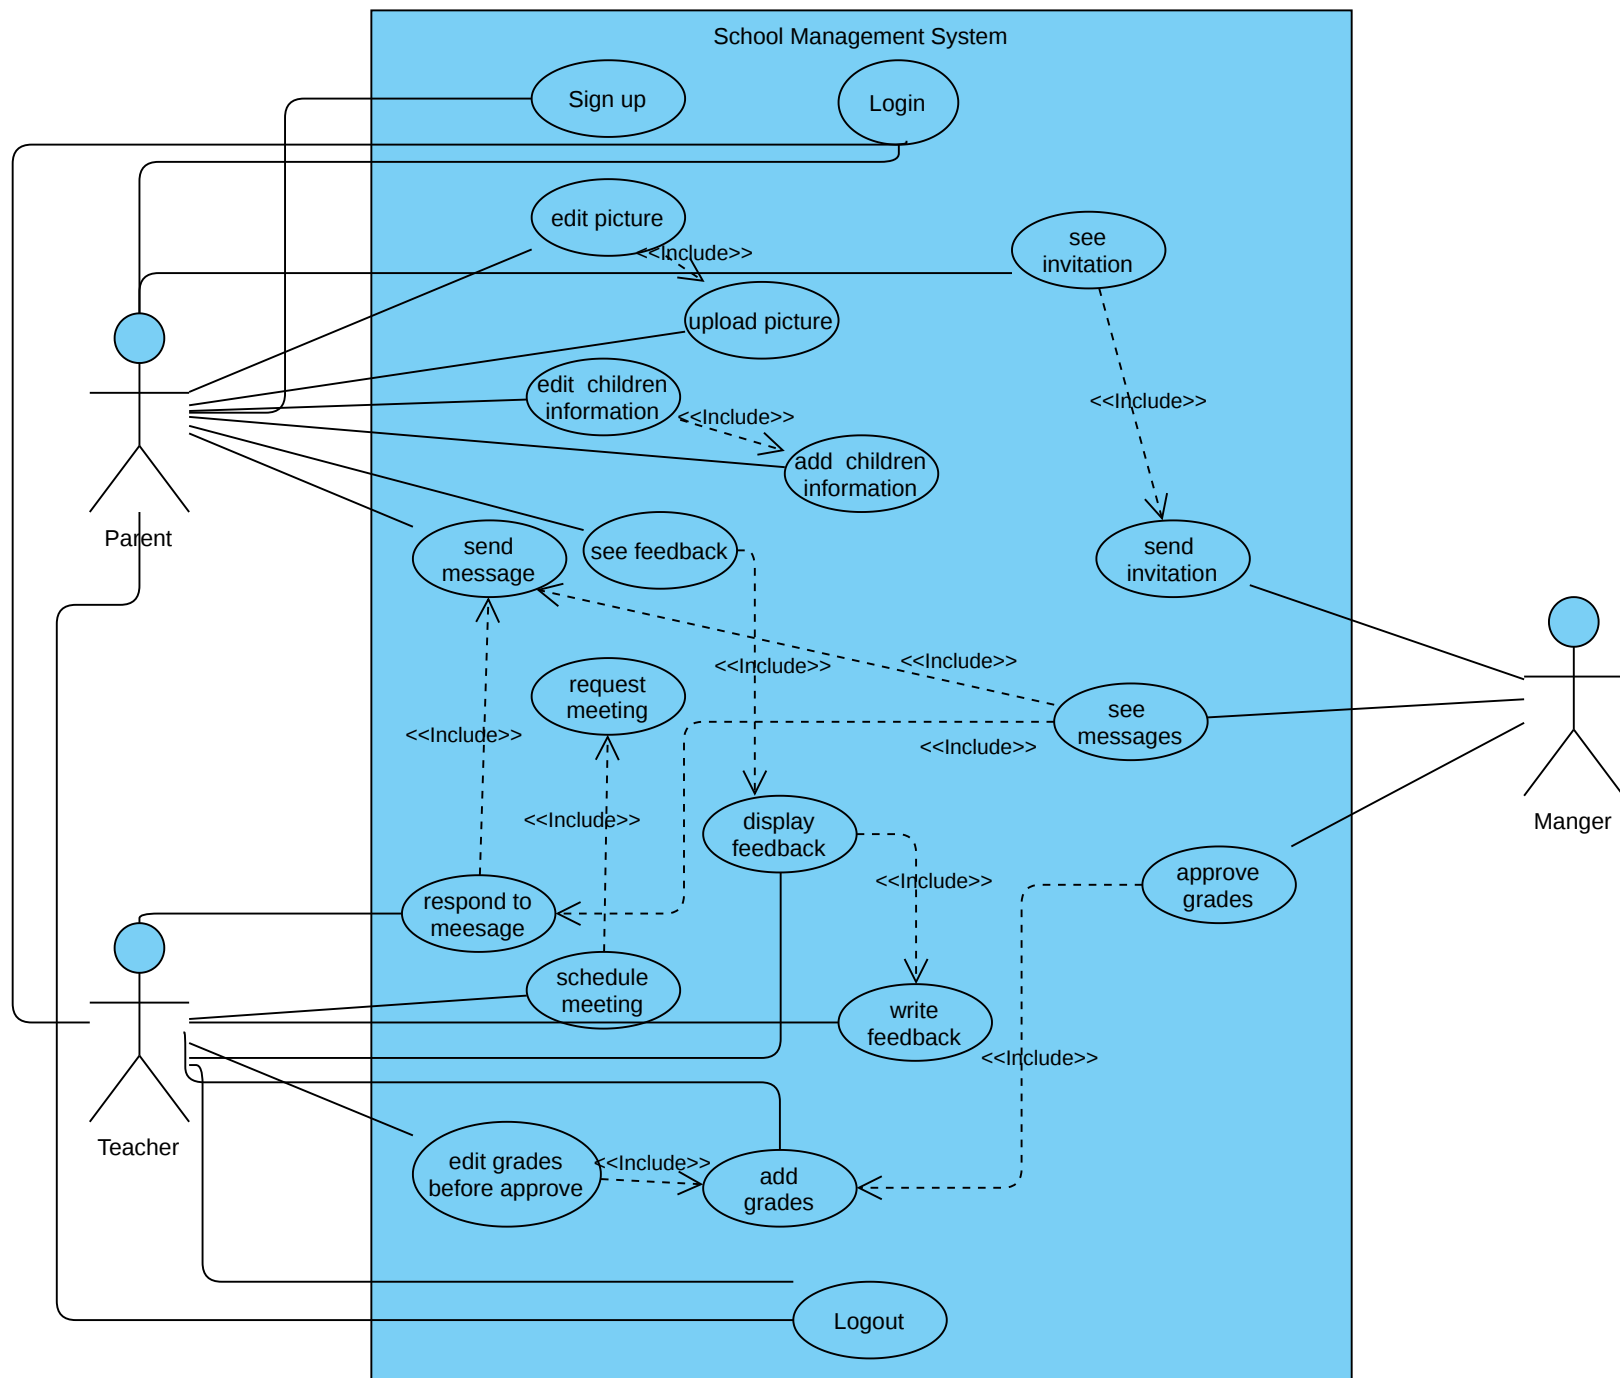 School Management System
Sign up
Login
edit picture
<<Include>>
see
invitation
upload picture
edit  children
information
<<Include>>
<<Include>>
add  children
information
Parent
send
message
see feedback
send
invitation
<<Include>>
<<Include>>
request
meeting
see
messages
<<Include>>
<<Include>>
<<Include>>
display
feedback
Manger
<<Include>>
approve
grades
respond to
meesage
schedule
meeting
write
feedback
<<Include>>
Teacher
edit grades
before approve
<<Include>>
add
grades
Logout